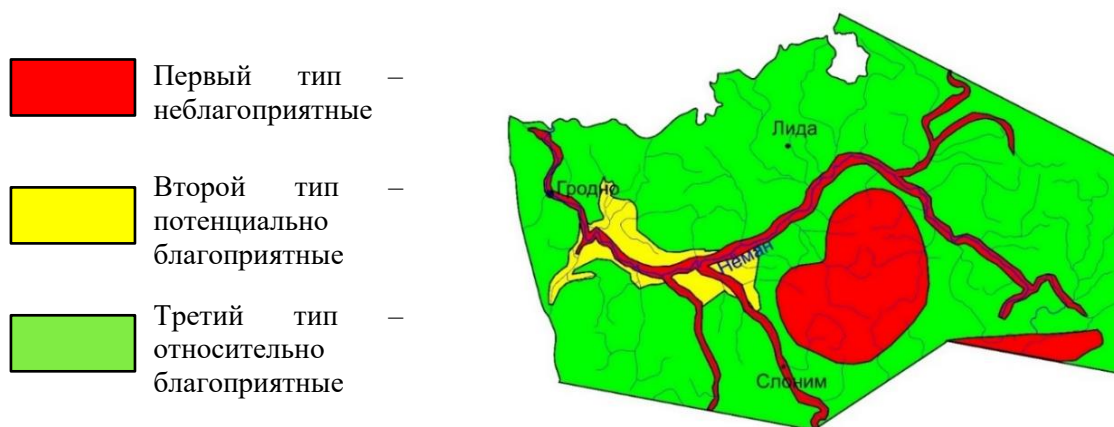 Первый тип –
неблагоприятные
Второй тип –
потенциально
благоприятные
Третий тип –
относительно
благоприятные
Лида
Гродно
Неман
Слоним